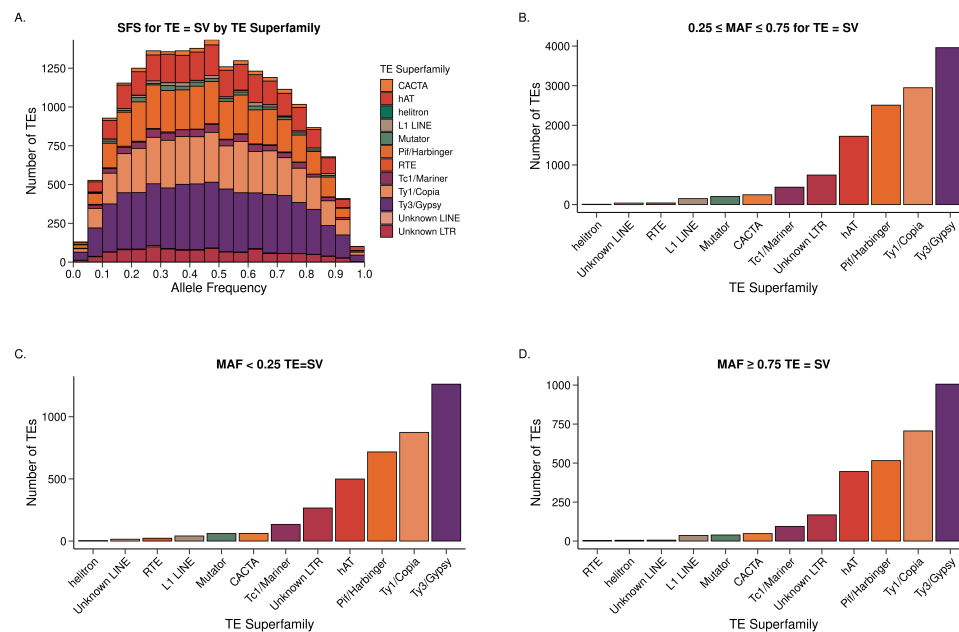 A.
SFS for TE = SV by TE Superfamily
Number of TEs
1250
1000
750
500
250
0
0.0 0.1 0.2 0.3 0.4 0.5 0.6 0.7 0.8 0.9 1.0
Allele Frequency
TE Superfamily
CACTA
hAT
helitron
L1 LINE
Mutator
Pif/Harbinger
RTE
Tc1/Mariner
Ty1/Copia
Ty3/Gypsy
Unknown LINE
Unknown LTR
B.
0.25 ≤ MAF ≤ 0.75 for TE = SV
Number of TEs
4000
3000
2000
1000
0
helitron Unknown LINE RTE L1 LINE Mutator CACTA Tc1/Mariner Unknown LTR hAT Pif/Harbinger Ty1/Copia Ty3/Gypsy
TE Superfamily
C.
MAF < 0.25 TE=SV
Number of TEs
1000
500
0
helitron Unknown LINE RTE L1 LINE Mutator CACTA Tc1/Mariner Unknown LTR hAT Pif/Harbinger Ty1/Copia Ty3/Gypsy
TE Superfamily
D.
MAF ≥ 0.75 TE = SV
Number of TEs
1000
750
500
250
0
RTE helitron Unknown LINE L1 LINE Mutator CACTA Tc1/Mariner Unknown LTR hAT Pif/Harbinger Ty1/Copia Ty3/Gypsy
TE Superfamily